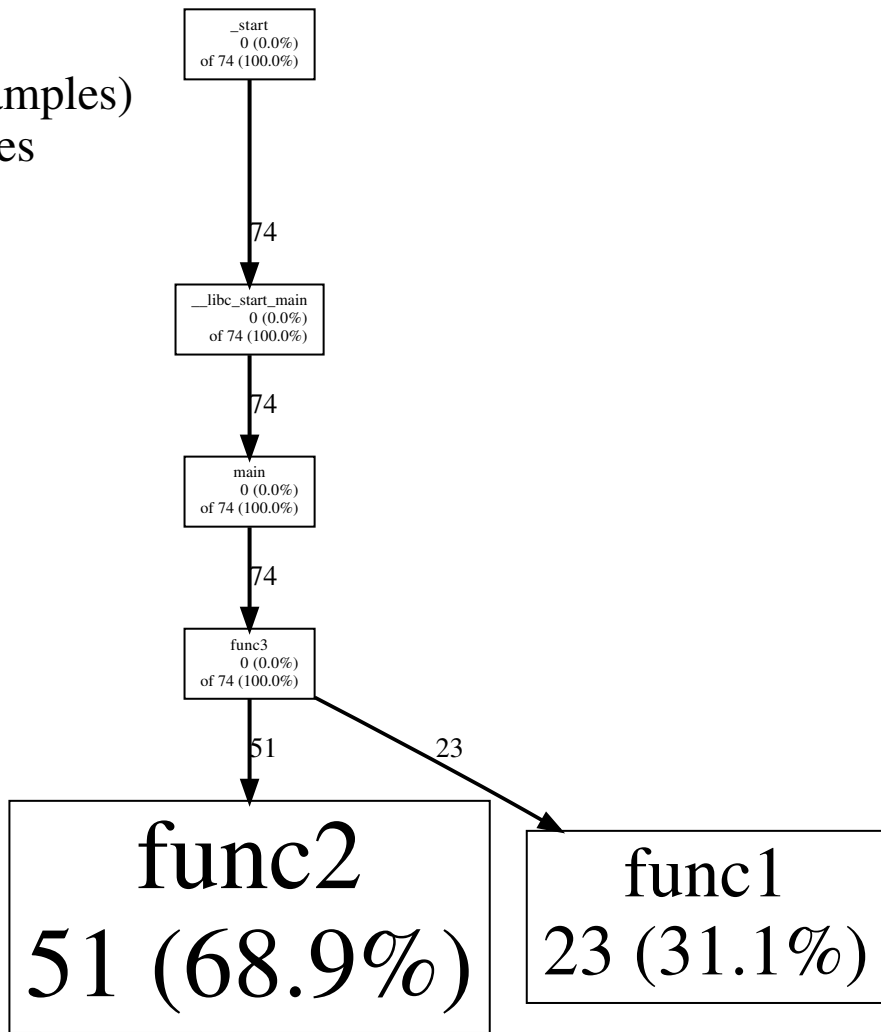 _start
0 (0.0%)
of 74 (100.0%)
74
__libc_start_main
0 (0.0%)
of 74 (100.0%)
74
main
0 (0.0%)
of 74 (100.0%)
74
func3
0 (0.0%)
of 74 (100.0%)
51
23
func2
51 (68.9%)
func1
23 (31.1%)